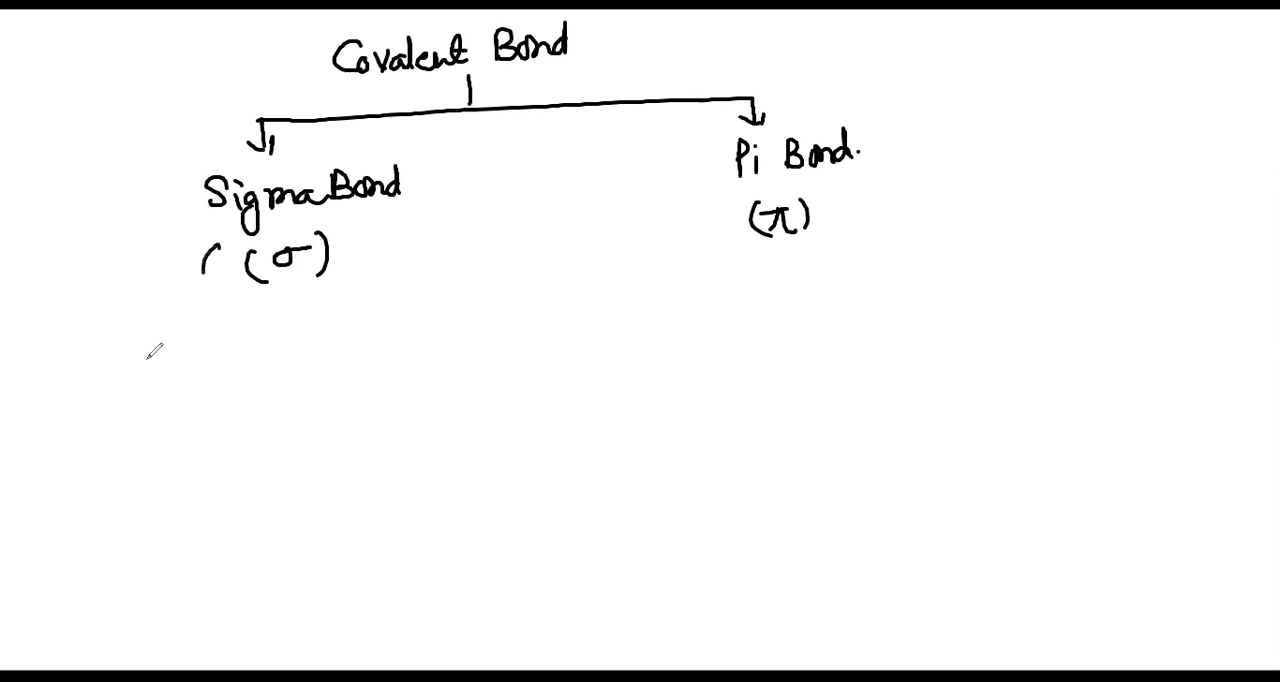 Covalent Bond
Sigma Bond
Pi Bond.
( (σ)
(π)